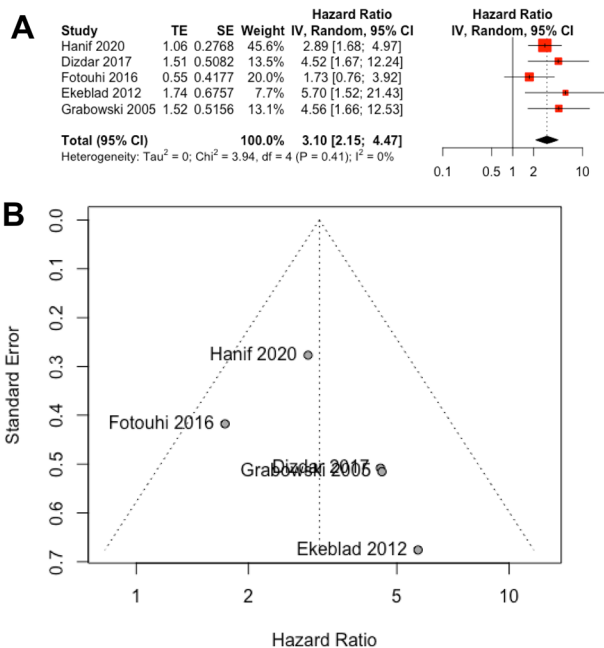 A
Hazard Ratio Hazard Ratio
Study TE SE Weight IV, Random, 95% CI IV, Random, 95% CI
Hanif 2020 1.06 0.2768 45.6% 2.89 [1.68; 4.97]
Dizdar 2017 1.51 0.5082 13.5% 4.52 [1.67; 12.24]
Fotouhi 2016 0.55 0.4177 20.0% 1.73 [0.76; 3.92]
Ekeblad 2012 1.74 0.6757 7.7% 5.70 [1.52; 21.43]
Grabowski 2005 1.52 0.5156 13.1% 4.56 [1.66; 12.53]
Total (95% CI) 100.0% 3.10 [2.15; 4.47]
Heterogeneity: Tau² = 0; Chi² = 3.94, df = 4 (P = 0.41); I² = 0%
0.1 0.5 1 2 10
B
0.0
0.1
0.2
0.3
0.4
0.5
0.6
0.7
Standard Error
Hanif 2020
Fotouhi 2016
Dizdar 2017
Grabowski 2005
Ekeblad 2012
1 2 5 10
Hazard Ratio